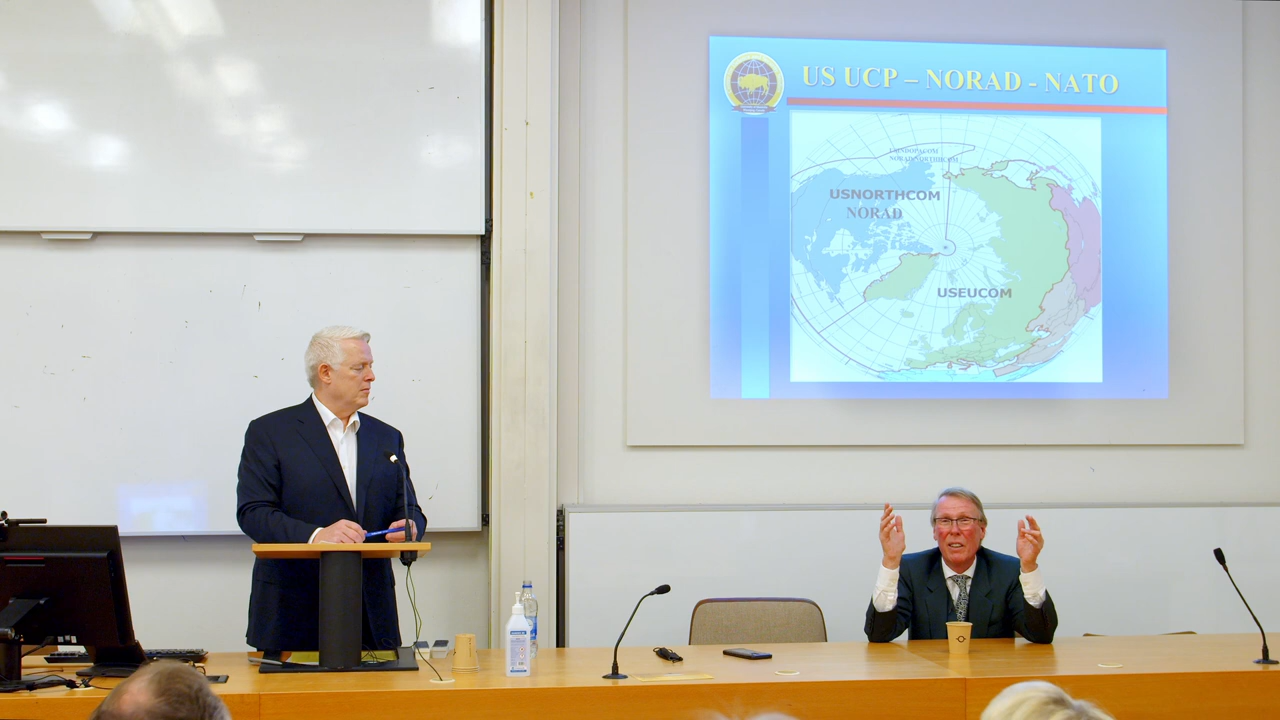 US UCP – NORAD - NATO
USNORTHCOM
NORAD
USEUCOM